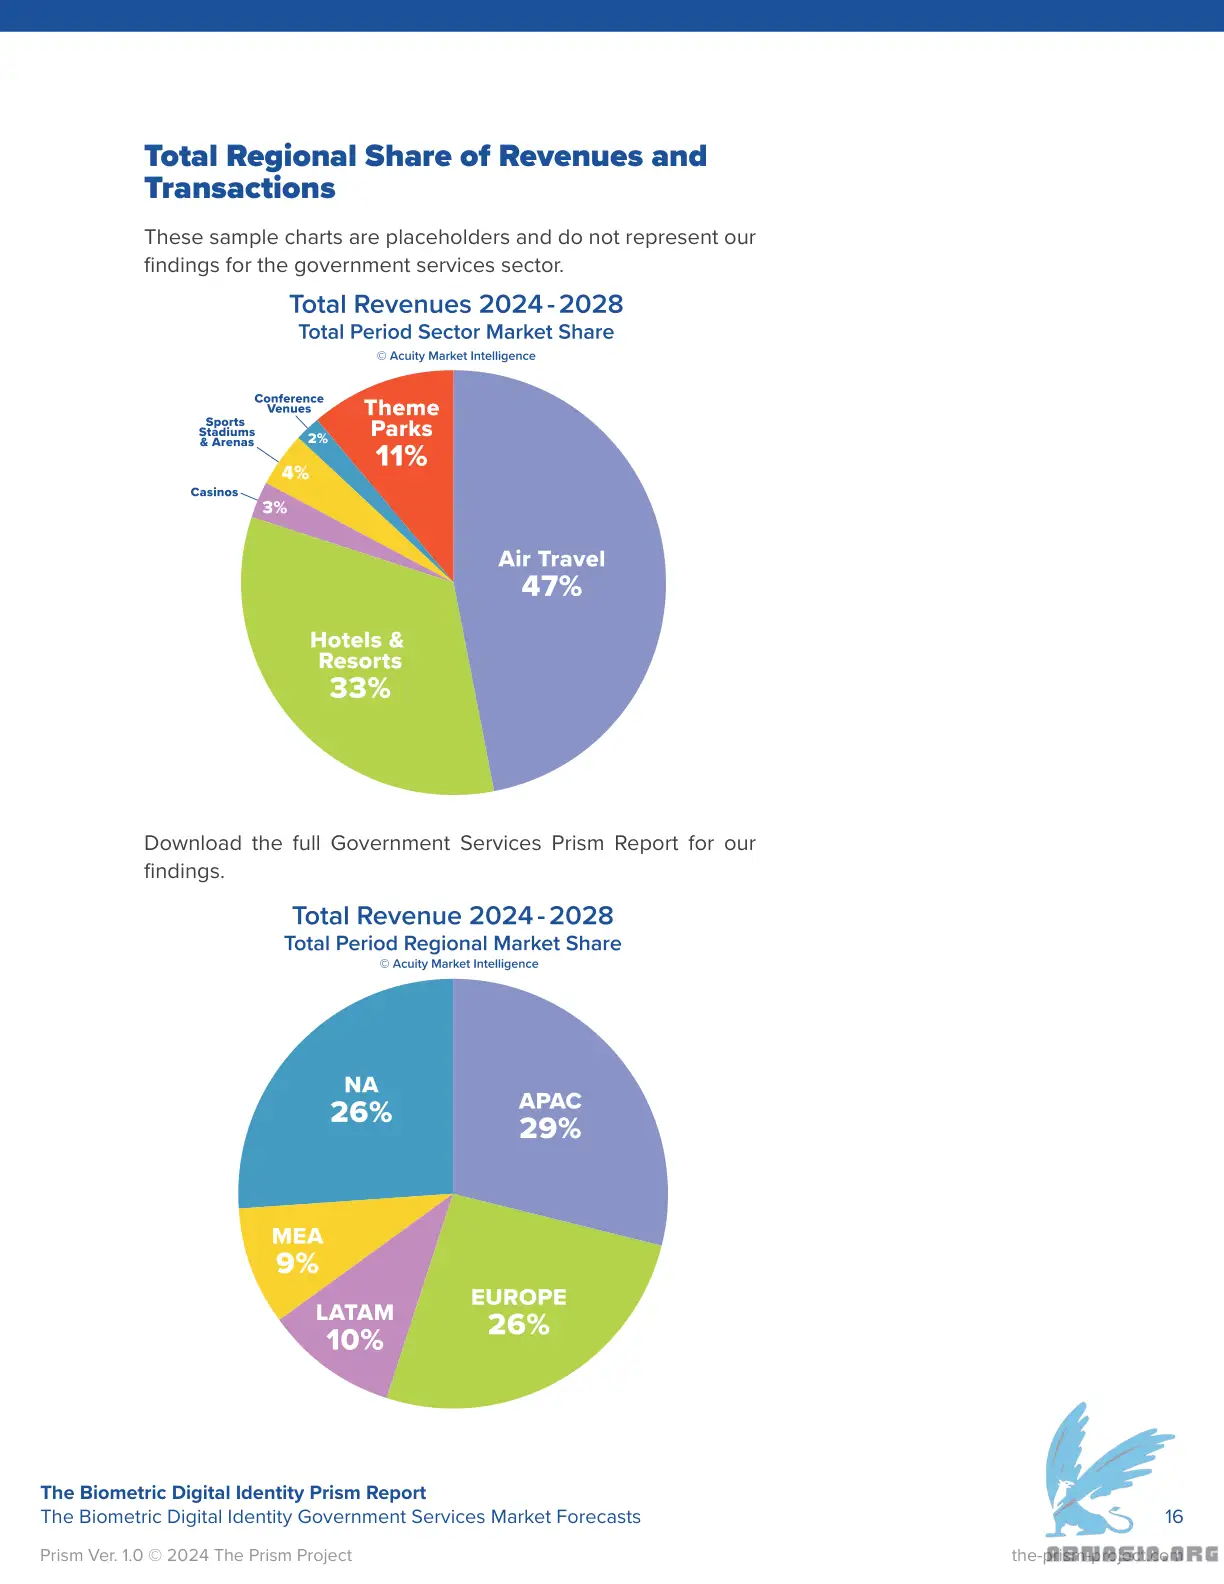 Total Regional Share of Revenues and
Transactions
These sample charts are placeholders and do not represent our
findings for the government services sector.
Total Revenues 2024 - 2028
Total Period Sector Market Share
© Acuity Market Intelligence
Conference
Venues
2%
Theme
Parks
11%
Sports
Stadiums
& Arenas
4%
Casinos
3%
Air Travel
47%
Hotels &
Resorts
33%
Download the full Government Services Prism Report for our
findings.
Total Revenue 2024 - 2028
Total Period Regional Market Share
© Acuity Market Intelligence
NA
26%
APAC
29%
MEA
9%
EUROPE
26%
LATAM
10%
The Biometric Digital Identity Prism Report
The Biometric Digital Identity Government Services Market Forecasts
16
Prism Ver. 1.0 © 2024 The Prism Project
the-prism-project.com